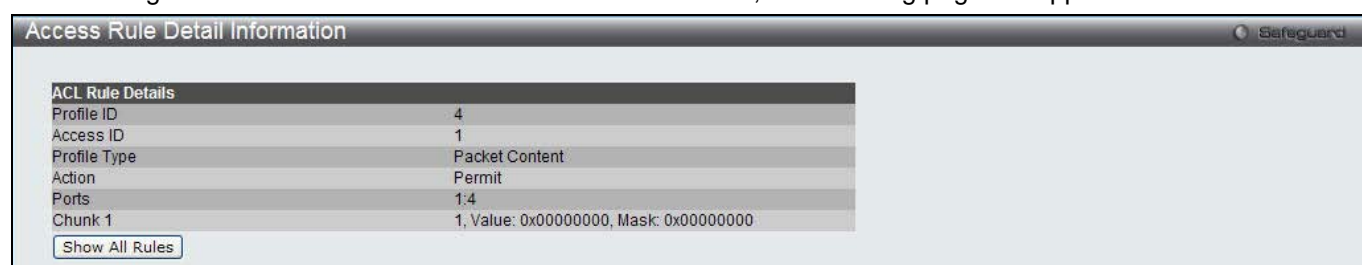 Access Rule Detail Information
Safeguard
ACL Rule Details
Profile ID 4
Access ID 1
Profile Type Packet Content
Action Permit
Ports 1:4
Chunk 1 1, Value: 0x00000000, Mask: 0x00000000
Show All Rules